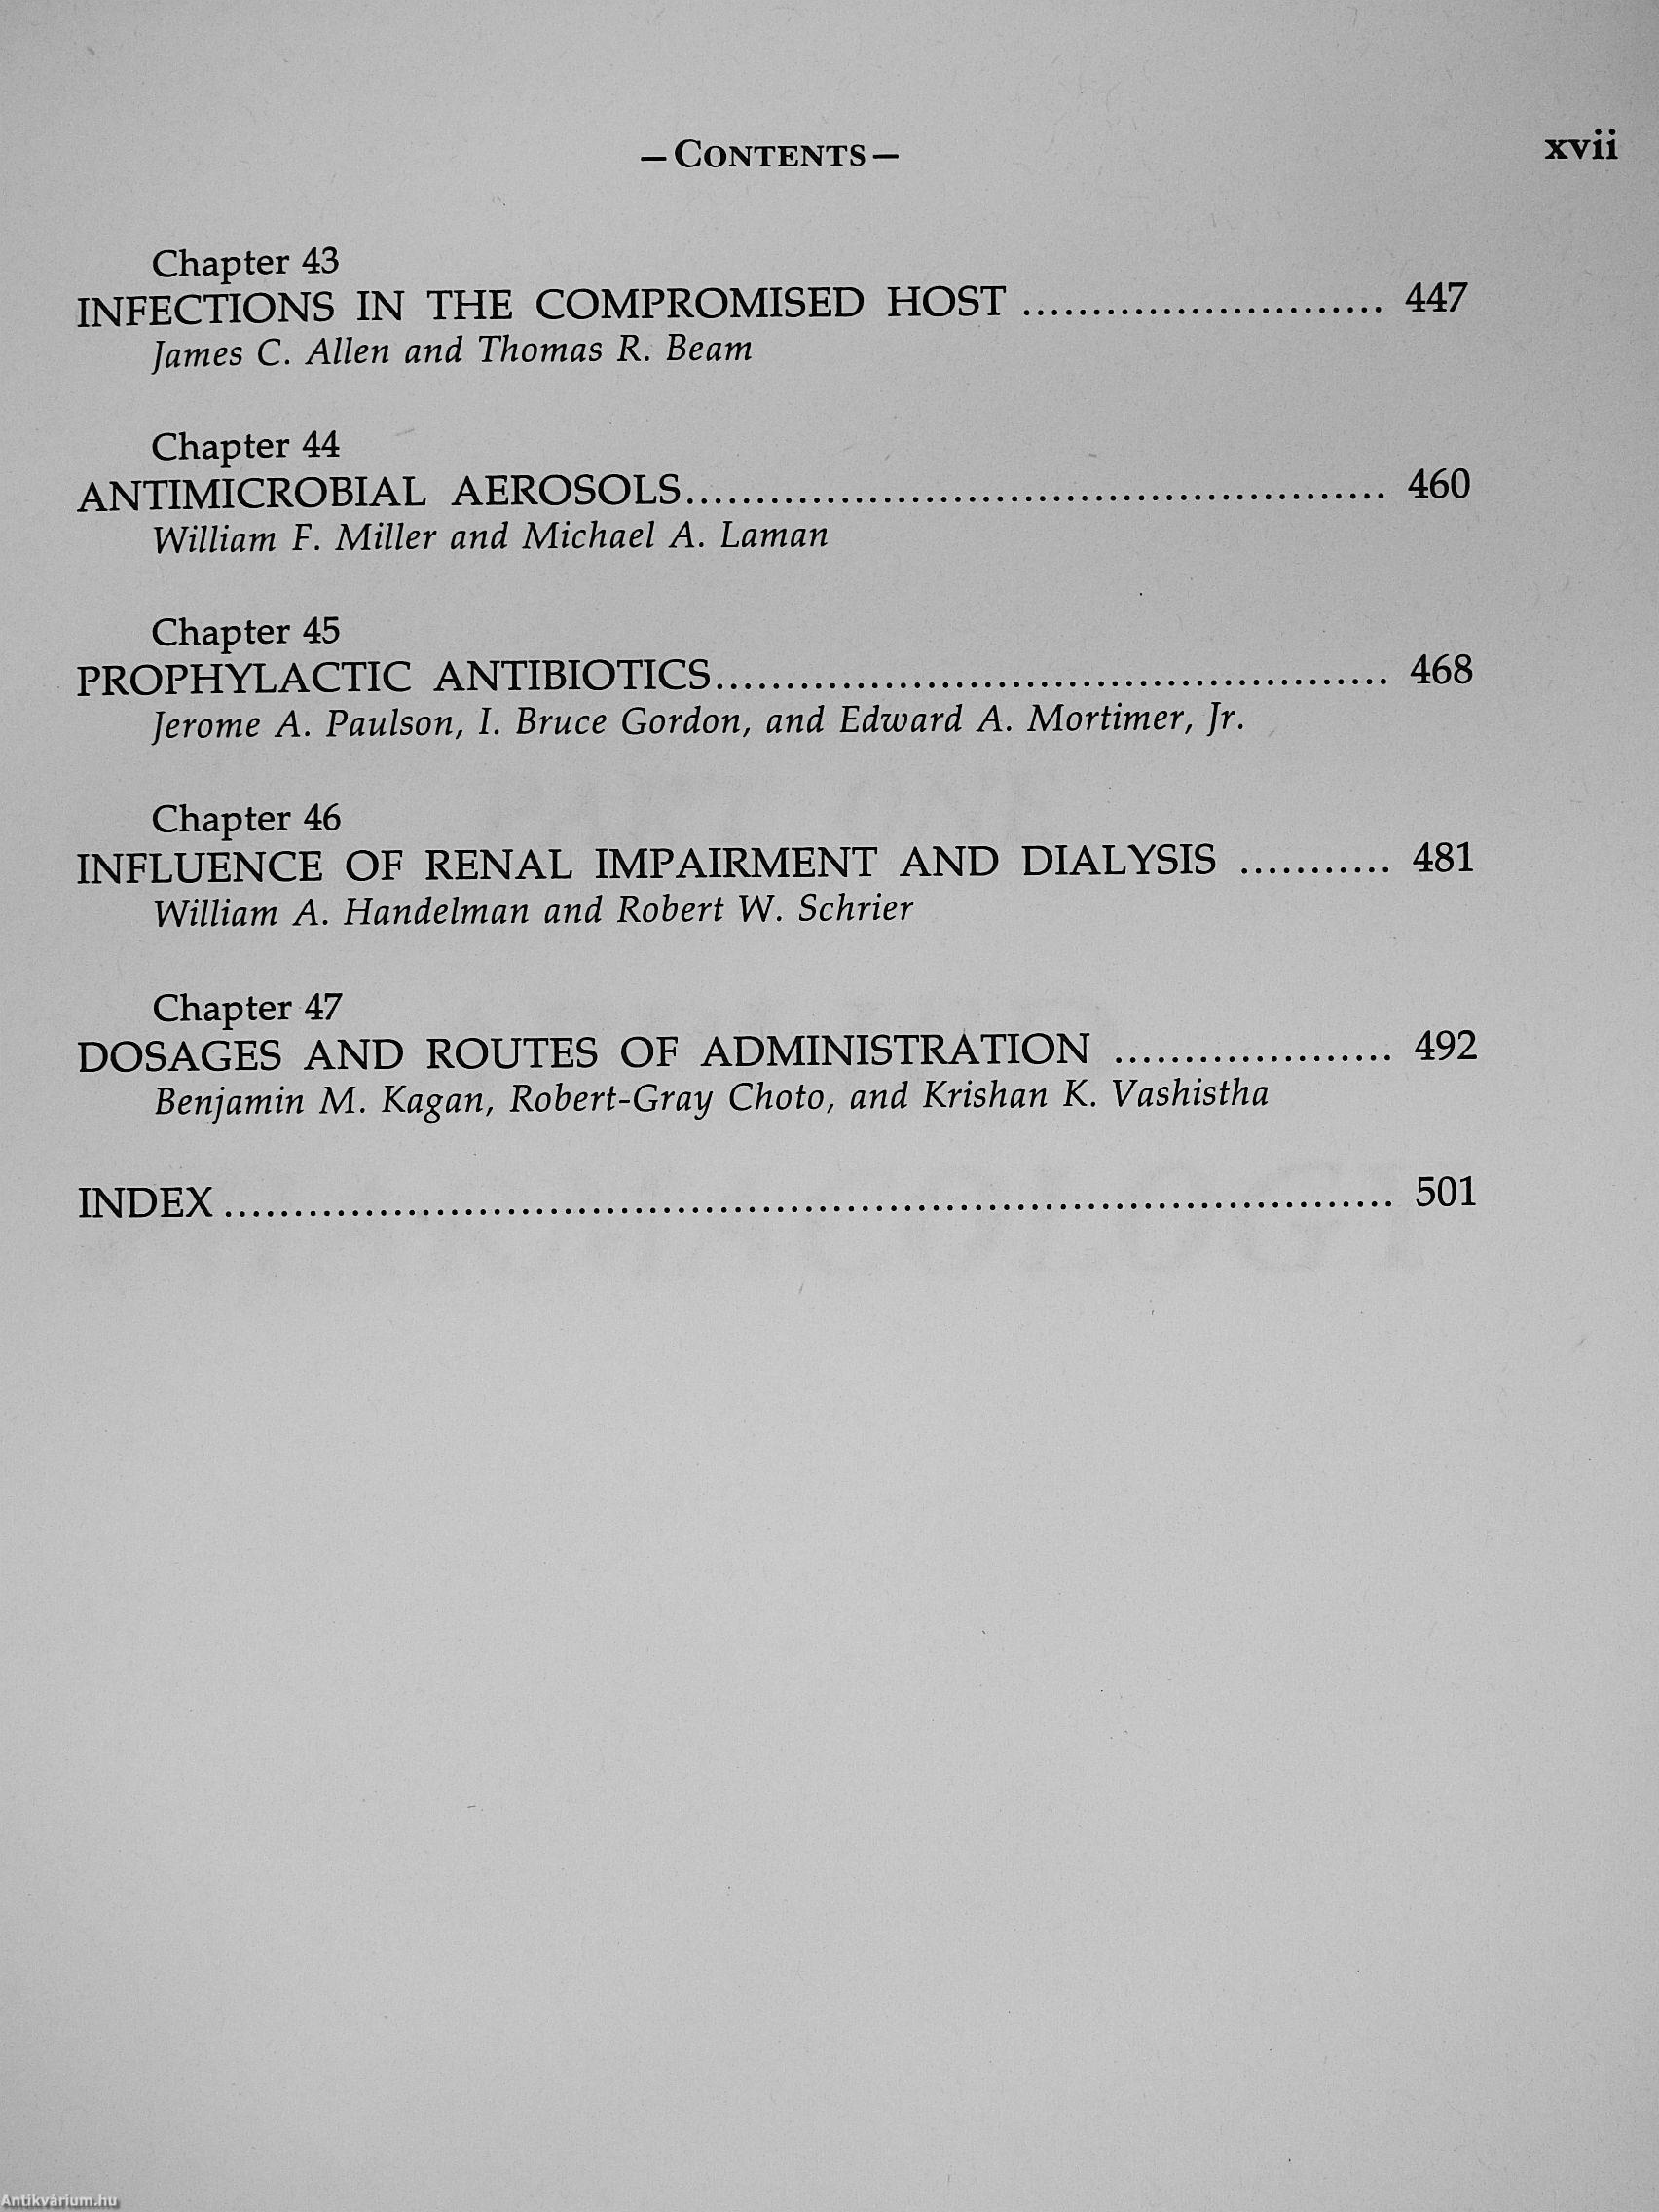 — CONTENTS —
xvii
Chapter 43
INFECTIONS IN THE COMPROMISED HOST .......................... 447
James C. Allen and Thomas R. Beam
Chapter 44
ANTIMICROBIAL AEROSOLS.................................................. 460
William F. Miller and Michael A. Laman
Chapter 45
PROPHYLACTIC ANTIBIOTICS................................................ 468
Jerome A. Paulson, I. Bruce Gordon, and Edward A. Mortimer, Jr.
Chapter 46
INFLUENCE OF RENAL IMPAIRMENT AND DIALYSIS ........... 481
William A. Handelman and Robert W. Schrier
Chapter 47
DOSAGES AND ROUTES OF ADMINISTRATION .................... 492
Benjamin M. Kagan, Robert-Gray Choto, and Krishan K. Vashistha
INDEX .................................................................................... 501
Antikvárium.hu